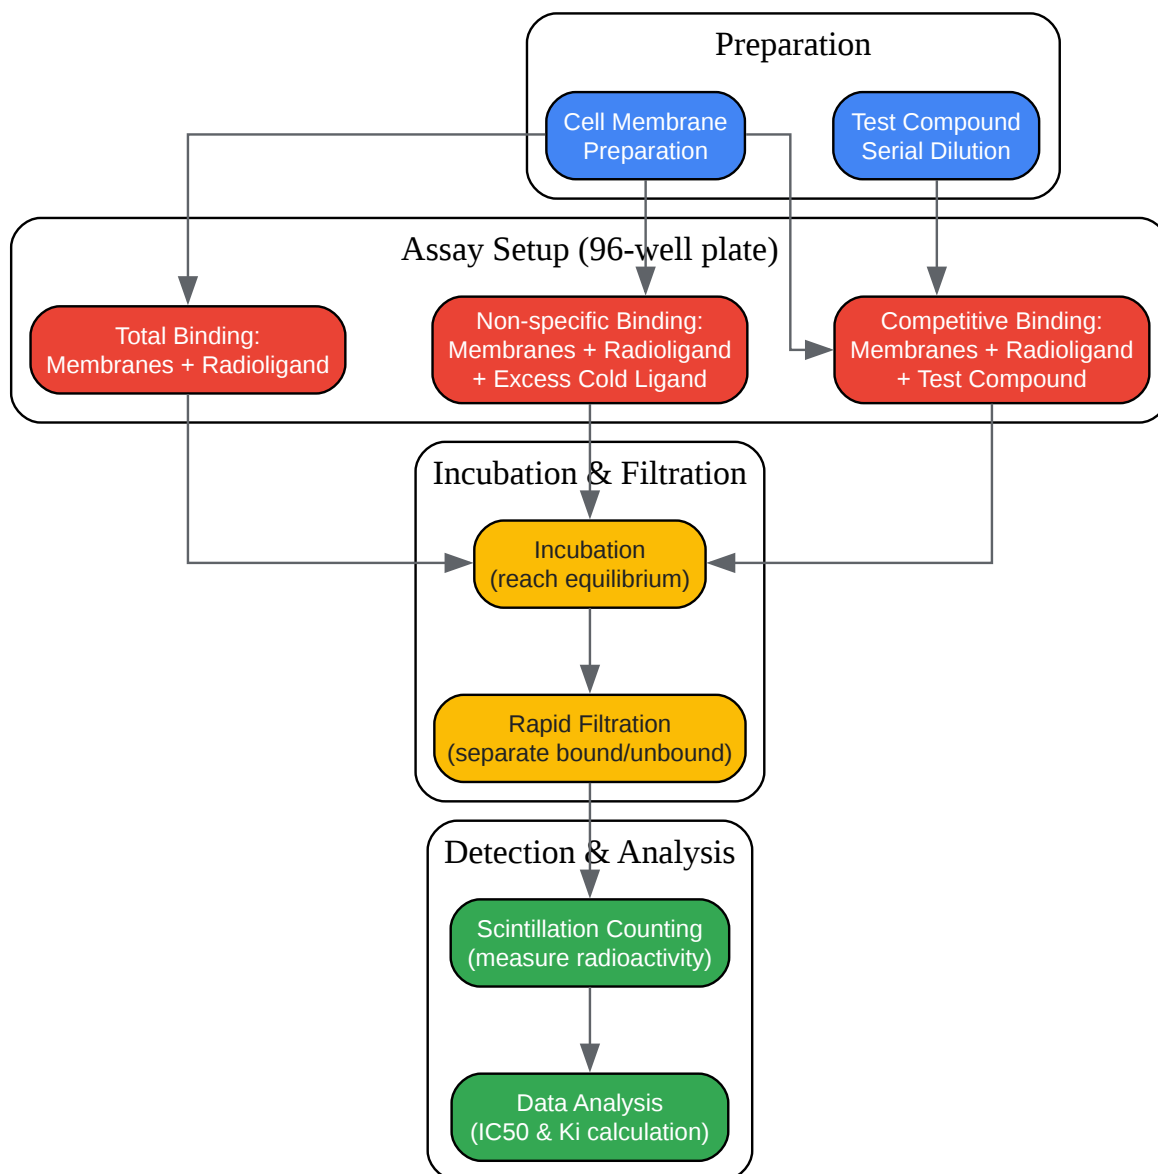 Preparation
Cell Membrane
Preparation
Test Compound
Serial Dilution
Assay Setup (96-well plate)
Total Binding:
Membranes + Radioligand
Non-specific Binding:
Membranes + Radioligand
+ Excess Cold Ligand
Competitive Binding:
Membranes + Radioligand
+ Test Compound
Incubation & Filtration
Incubation
(reach equilibrium)
Rapid Filtration
(separate bound/unbound)
Detection & Analysis
Scintillation Counting
(measure radioactivity)
Data Analysis
(IC50 & Ki calculation)